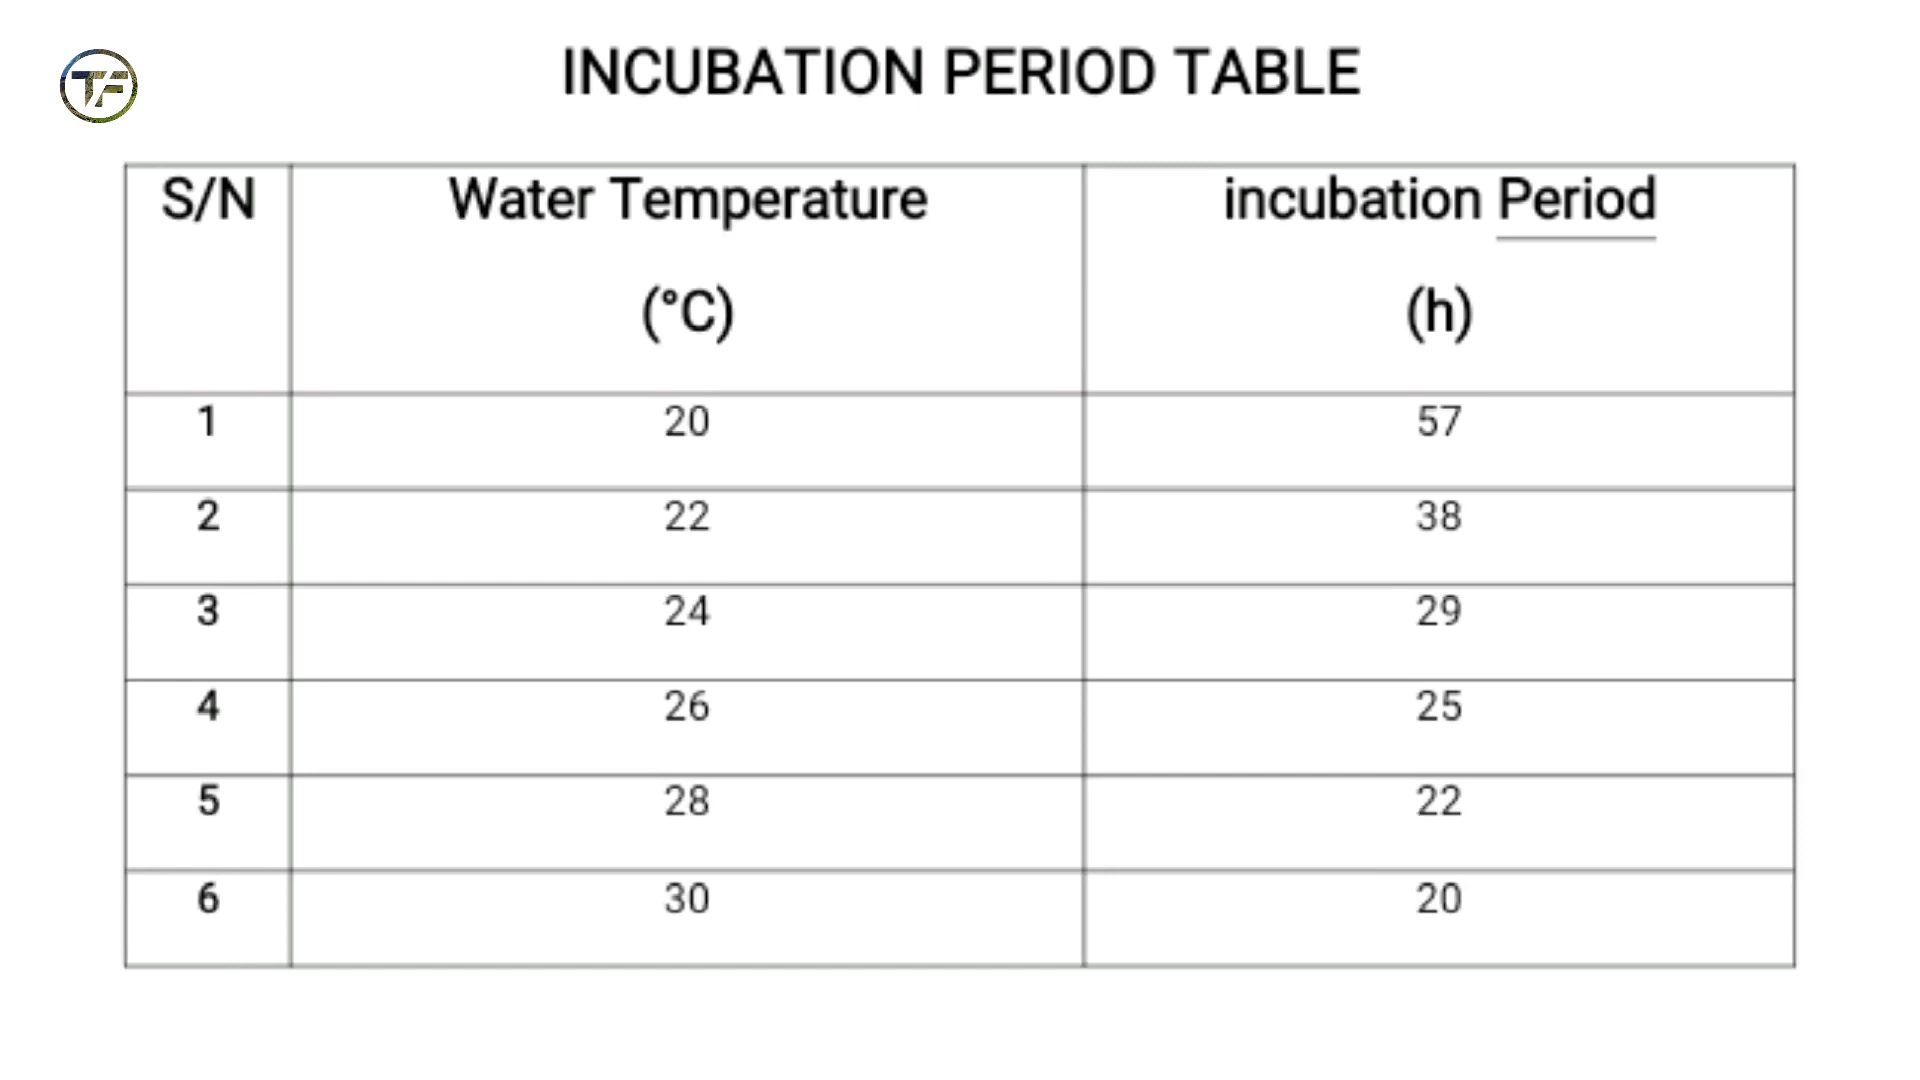 TF
INCUBATION PERIOD TABLE
S/N Water Temperature incubation Period
(°C) (h)
1 20 57
2 22 38
3 24 29
4 26 25
5 28 22
6 30 20